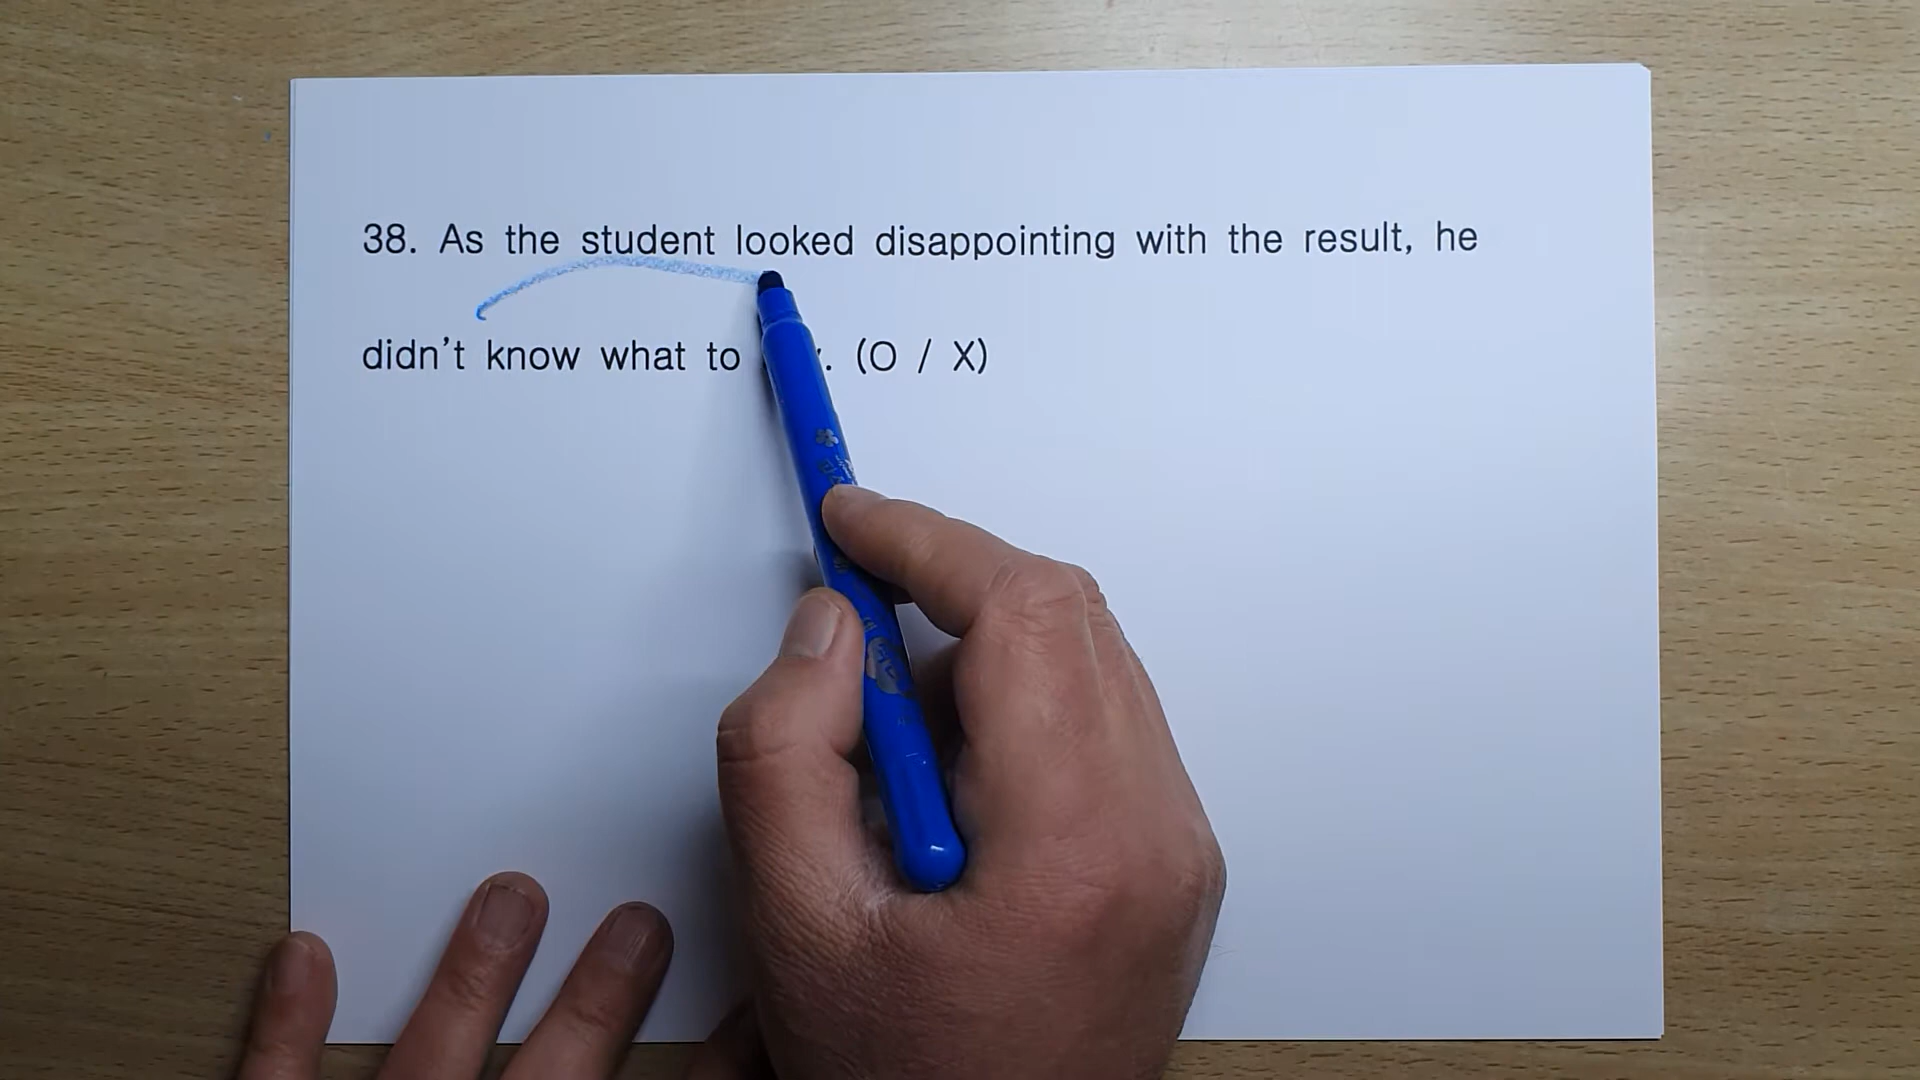 38. As the student looked disappointing with the result, he
didn't know what to . (O / X)